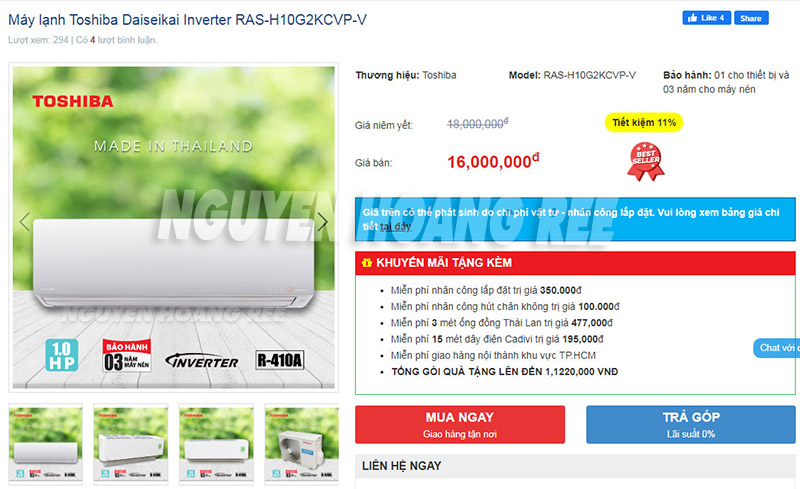 Máy lạnh Toshiba Daiseikai Inverter RAS-H10G2KCVP-V
Like 4
Share
Lượt xem: 294 | Có 4 lượt bình luận.
TOSHIBA
MADE IN THAILAND
NGUYEN HOANG REE
NGUYEN HOANG REE
1.0
HP
BẢO HÀNH
03 NĂM
MÁY NÉN
INVERTER
R-410A
Thương hiệu: Toshiba
Model: RAS-H10G2KCVP-V
Bảo hành: 01 cho thiết bị và
03 năm cho máy nén
Giá niêm yết:
18,000,000đ
Tiết kiệm 11%
Giá bán:
16,000,000đ
BEST
SELLER
Giá trên có thể phát sinh do chi phí vật tư - nhân công lắp đặt. Vui lòng xem bảng giá chi
tiết tại đây
KHUYẾN MÃI TẶNG KÈM
Miễn phí nhân công lắp đặt trị giá 350.000đ
Miễn phí nhân công hút chân không trị giá 100.000đ
Miễn phí 3 mét ống đồng Thái Lan trị giá 477,000đ
Miễn phí 15 mét dây điện Cadivi trị giá 195,000đ
Miễn phí giao hàng nội thành khu vực TP.HCM
TỔNG GÓI QUÀ TẶNG LÊN ĐẾN 1,1220,000 VNĐ
Chat với c
MUA NGAY
Giao hàng tận nơi
TRẢ GÓP
Lãi suất 0%
LIÊN HỆ NGAY